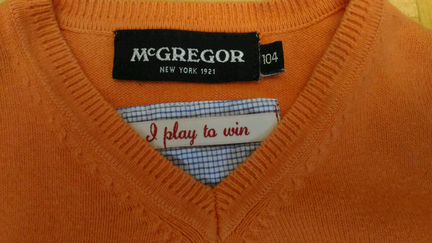 McGREGOR
NEW YORK 1921
104
I play to win